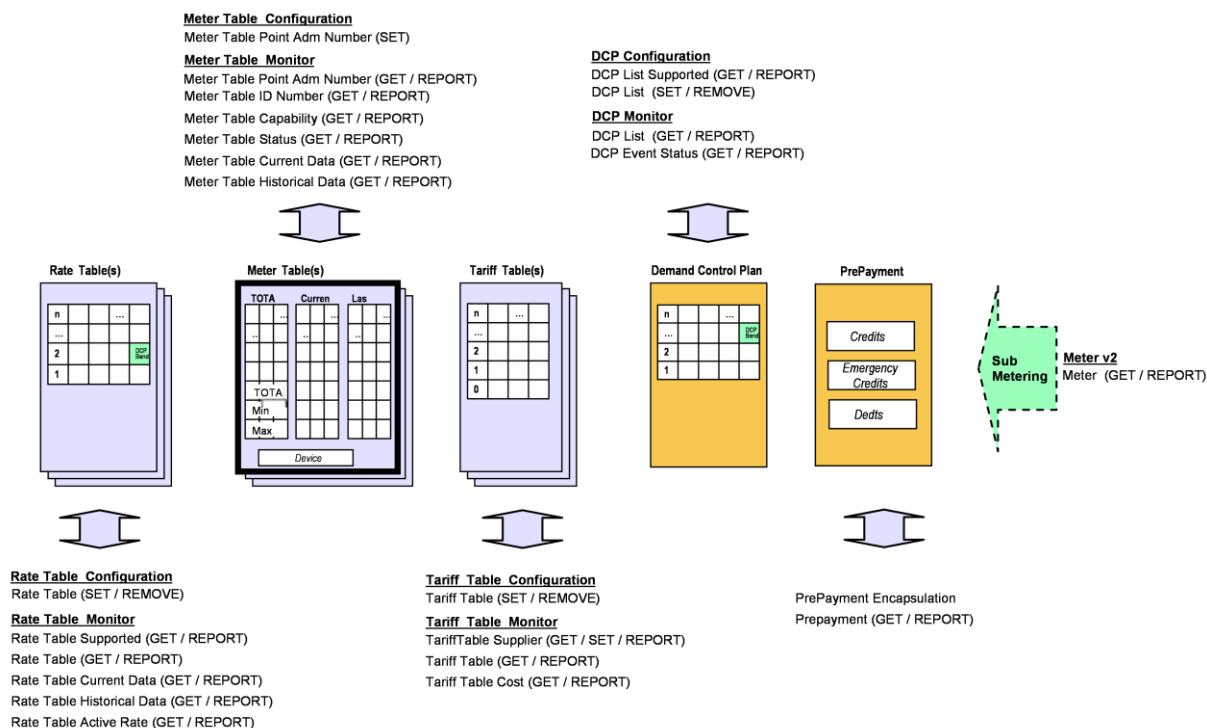 Meter Table Configuration
Meter Table Point Adm Number (SET)
Meter Table Monitor
Meter Table Point Adm Number (GET / REPORT)
Meter Table ID Number (GET / REPORT)
Meter Table Capability (GET / REPORT)
Meter Table Status (GET / REPORT)
Meter Table Current Data (GET / REPORT)
Meter Table Historical Data (GET / REPORT)
DCP Configuration
DCP List Supported (GET / REPORT)
DCP List (SET / REMOVE)
DCP Monitor
DCP List (GET / REPORT)
DCP Event Status (GET / REPORT)
Rate Table(s)
n ...
...
2 DCP Band
1
Meter Table(s)
TOTA Curren Las
... ... ...
.. .. ..
TOTA
Min
Max
Device
Tariff Table(s)
n ...
...
2
1
0
Demand Control Plan
n ...
...
DCP
Band
2
1
PrePayment
Credits
Emergency
Credits
Dedts
Sub
Metering
Meter v2
Meter (GET / REPORT)
Rate Table Configuration
Rate Table (SET / REMOVE)
Rate Table Monitor
Rate Table Supported (GET / REPORT)
Rate Table (GET / REPORT)
Rate Table Current Data (GET / REPORT)
Rate Table Historical Data (GET / REPORT)
Rate Table Active Rate (GET / REPORT)
Tariff Table Configuration
Tariff Table (SET / REMOVE)
Tariff Table Monitor
TariffTable Supplier (GET / SET / REPORT)
Tariff Table (GET / REPORT)
Tariff Table Cost (GET / REPORT)
PrePayment Encapsulation
Prepayment (GET / REPORT)